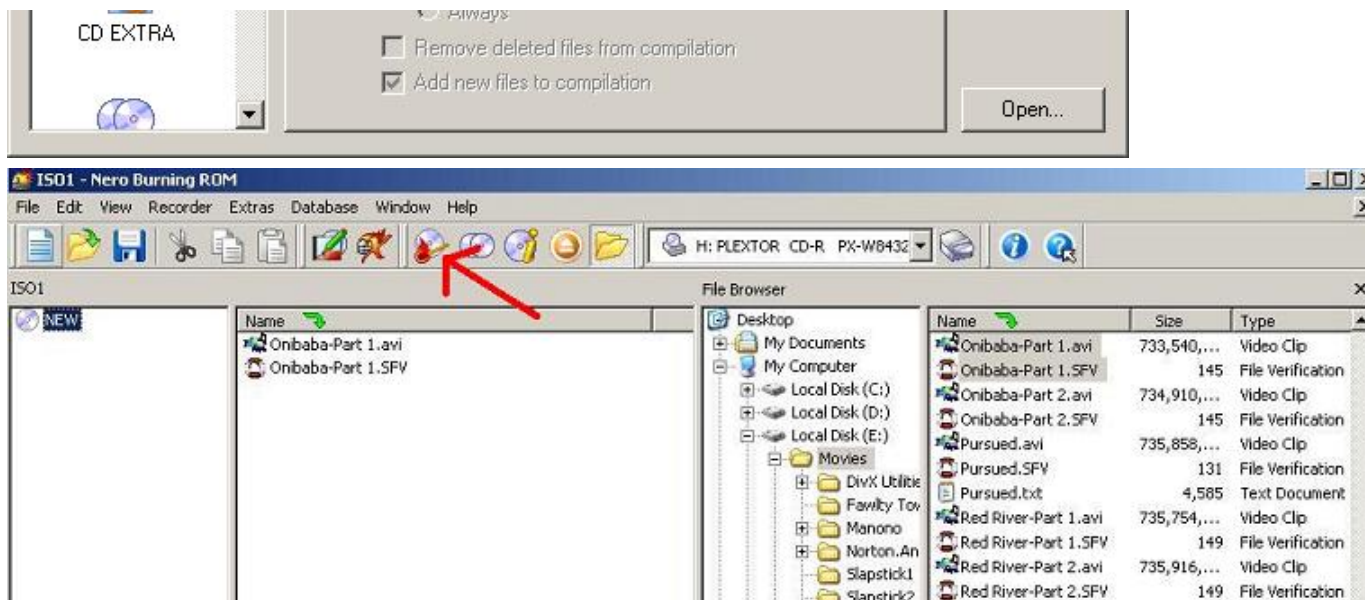 Always
CD EXTRA
Remove deleted files from compilation
Add new files to compilation
Open...
ISO1 - Nero Burning ROM
File Edit View Recorder Extras Database Window Help
H: PLEXTOR CD-R PX-W8432
ISO1
File Browser
NEW
Name
Onibaba-Part 1.avi
Onibaba-Part 1.SFV
Desktop
My Documents
My Computer
Local Disk (C:)
Local Disk (D:)
Local Disk (E:)
Movies
DivX Utilitie
Fawlty Tow
Manono
Norton.An
Slapstick1
Slapstick2
Name Size Type
Onibaba-Part 1.avi 733,540,... Video Clip
Onibaba-Part 1.SFV 145 File Verification
Onibaba-Part 2.avi 734,910,... Video Clip
Onibaba-Part 2.SFV 145 File Verification
Pursued.avi 735,858,... Video Clip
Pursued.SFV 131 File Verification
Pursued.txt 4,585 Text Document
Red River-Part 1.avi 735,754,... Video Clip
Red River-Part 1.SFV 149 File Verification
Red River-Part 2.avi 735,916,... Video Clip
Red River-Part 2.SFV 149 File Verification